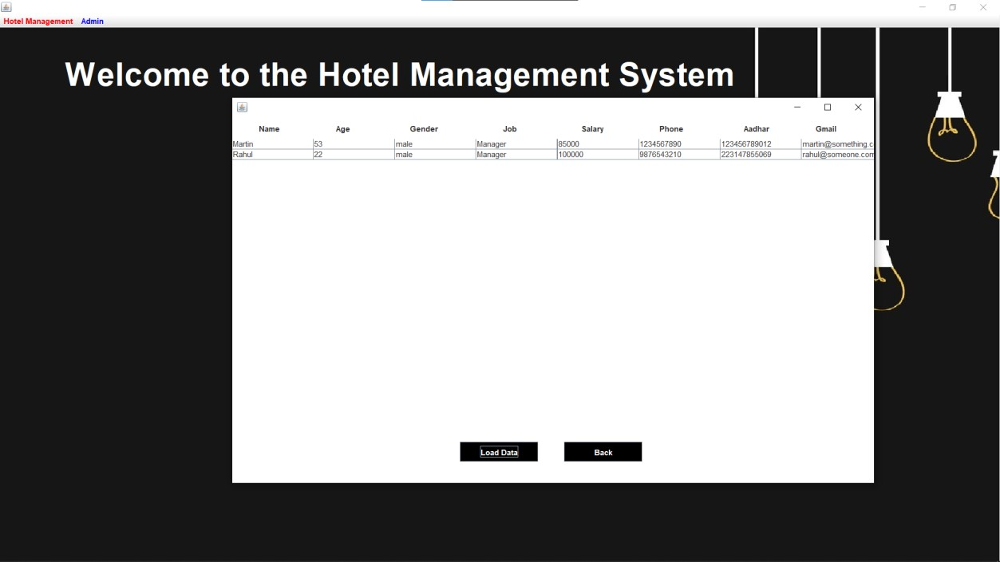 Hotel Management Admin
Welcome to the Hotel Management System
Name Age Gender Job Salary Phone Aadhar Gmail
Martin 53 male Manager 85000 1234567890 123456789012 martin@something.c
Rahul 22 male Manager 100000 9876543210 223147855069 rahul@someone.com
Load Data Back